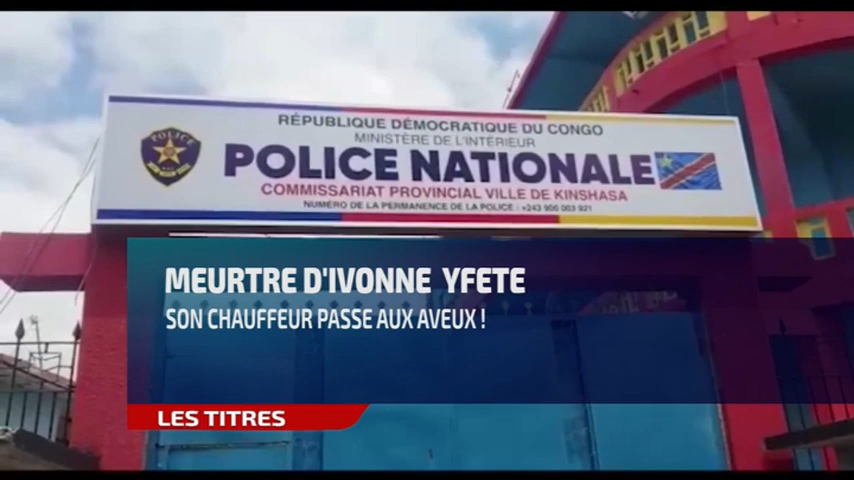 RÉPUBLIQUE DÉMOCRATIQUE DU CONGO
MINISTÈRE DE L'INTÉRIEUR
POLICE NATIONALE
COMMISSARIAT PROVINCIAL VILLE DE KINSHASA
NUMÉRO DE LA PERMANENCE DE LA POLICE : +243 900 003 921
POLICE
MEURTRE D'IVONNE YFETE
SON CHAUFFEUR PASSE AUX AVEUX !
LES TITRES